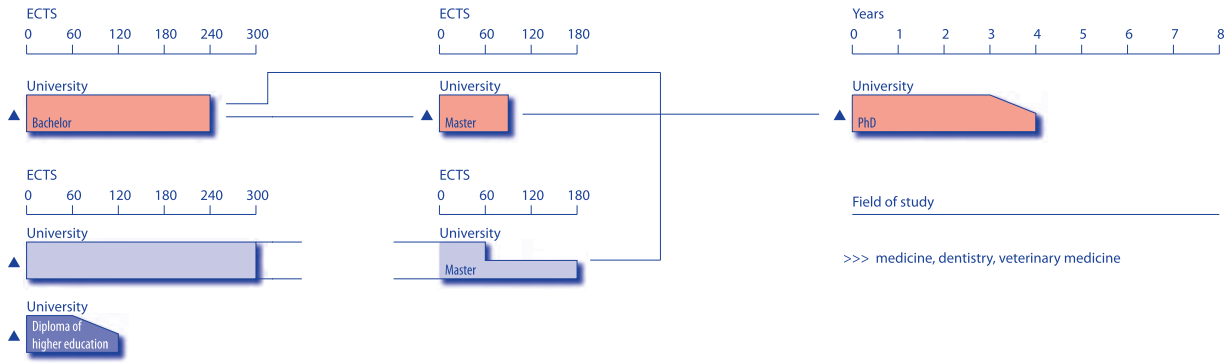 ECTS
0 60 120 180 240 300
University
Bachelor
ECTS
0 60 120 180
University
Master
Years
0 1 2 3 4 5 6 7 8
University
PhD
ECTS
0 60 120 180 240 300
University
ECTS
0 60 120 180
University
Master
Field of study
>>> medicine, dentistry, veterinary medicine
University
Diploma of
higher education